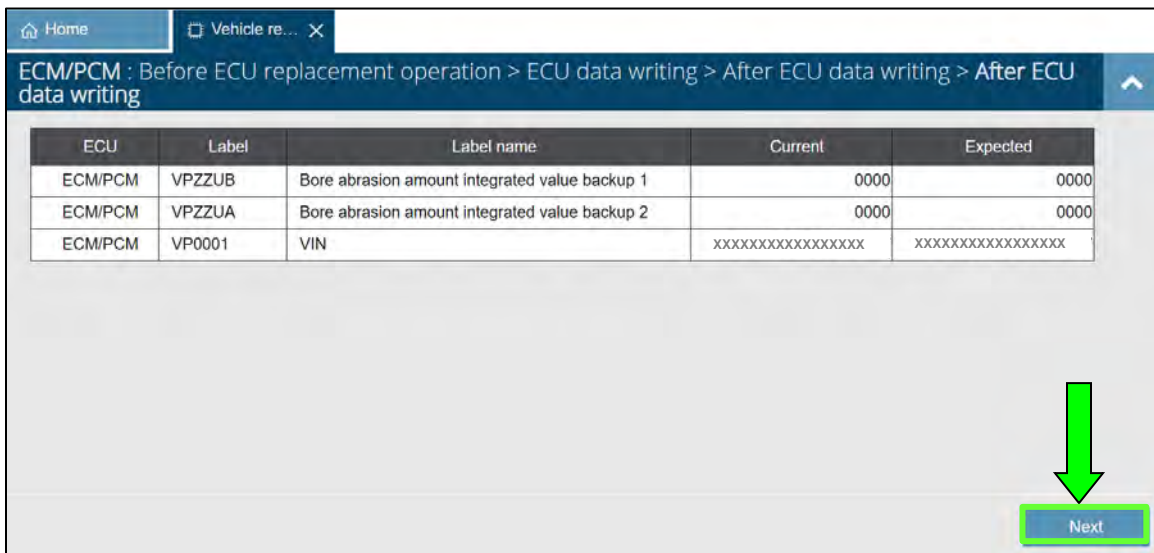 Home
Vehicle re... X
ECM/PCM : Before ECU replacement operation > ECU data writing > After ECU data writing > After ECU
data writing
ECU Label Label name Current Expected
ECM/PCM VPZZUB Bore abrasion amount integrated value backup 1 0000 0000
ECM/PCM VPZZUA Bore abrasion amount integrated value backup 2 0000 0000
ECM/PCM VP0001 VIN XXXXXXXXXXXXXXXXX XXXXXXXXXXXXXXXXX
Next